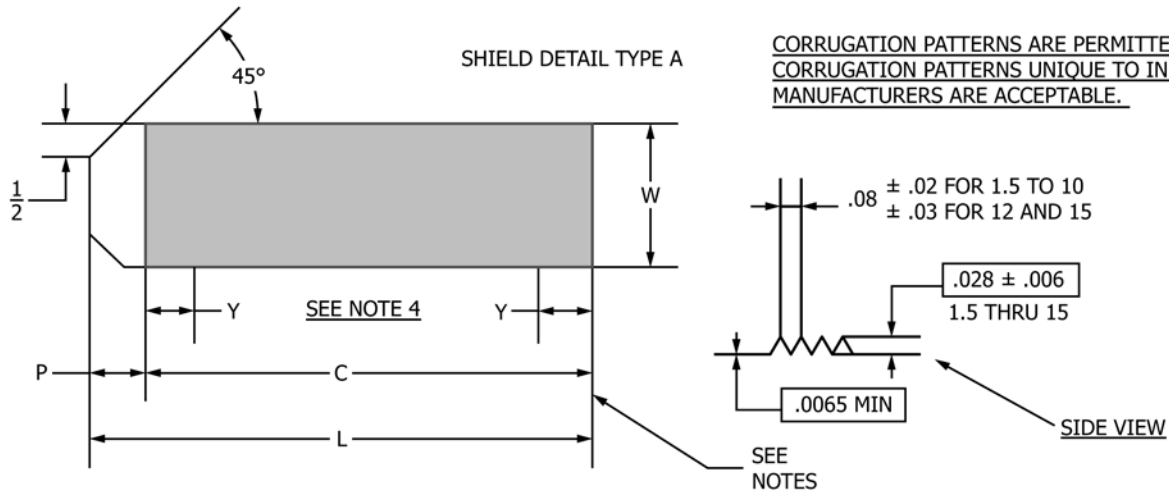 SHIELD DETAIL TYPE A
CORRUGATION PATTERNS ARE
CORRUGATION PATTERNS UNIQUE TO
MANUFACTURERS ARE ACCEPTABLE.
45°
1
2
W
.08
± .02 FOR 1.5 TO 10
± .03 FOR 12 AND 15
.028 ± .006
1.5 THRU 15
Y
SEE NOTE 4
Y
P
C
.0065 MIN
L
SIDE VIEW
SEE
NOTES